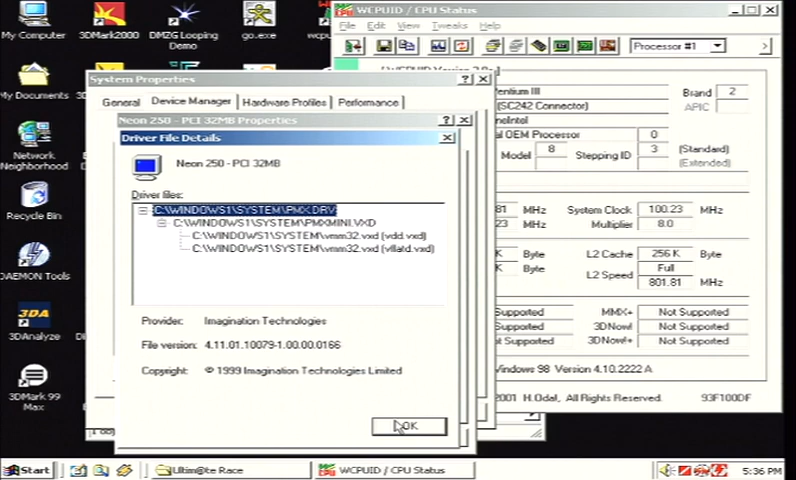 My Computer
3DMark2000
DMZG Looping
Demo
go.exe
wcpu
My Documents
Network
Neighborhood
Recycle Bin
DAEMON Tools
3DA
3DAnalyze
3DMark 99
Max
WCPUID / CPU Status
File Edit View Tweaks Help
Processor #1
System Properties
General Device Manager Hardware Profiles Performance
Neon 250 - PCI 32MB Properties
Driver File Details
Neon 250 - PCI 32MB
Driver files:
C:\WINDOWS1\SYSTEM\PMX.DRV
C:\WINDOWS1\SYSTEM\PMXMINI.VXD
C:\WINDOWS1\SYSTEM\vmm32.vxd (vdd.vxd)
C:\WINDOWS1\SYSTEM\vmm32.vxd (vflatd.vxd)
Provider: Imagination Technologies
File version: 4.11.01.10079-1.00.00.0166
Copyright: © 1999 Imagination Technologies Limited
OK
entium III Brand 2
(SC242 Connector) APIC
eIntel
al OEM Processor 0
Model 8 Stepping ID 3 (Standard)
(Extended)
81 MHz System Clock 100.23 MHz
23 MHz Multiplier 8.0
K Byte L2 Cache 256 K Byte
K Byte L2 Speed Full
801.81 MHz
Supported MMX+ Not Supported
Supported 3DNow! Not Supported
t Supported 3DNow!+ Not Supported
indows 98 Version 4.10.2222 A
2001 H.Oda!, All Rights Reserved. 93F100DF
Start Ultim@te Race WCPUID / CPU Status 5:36 PM